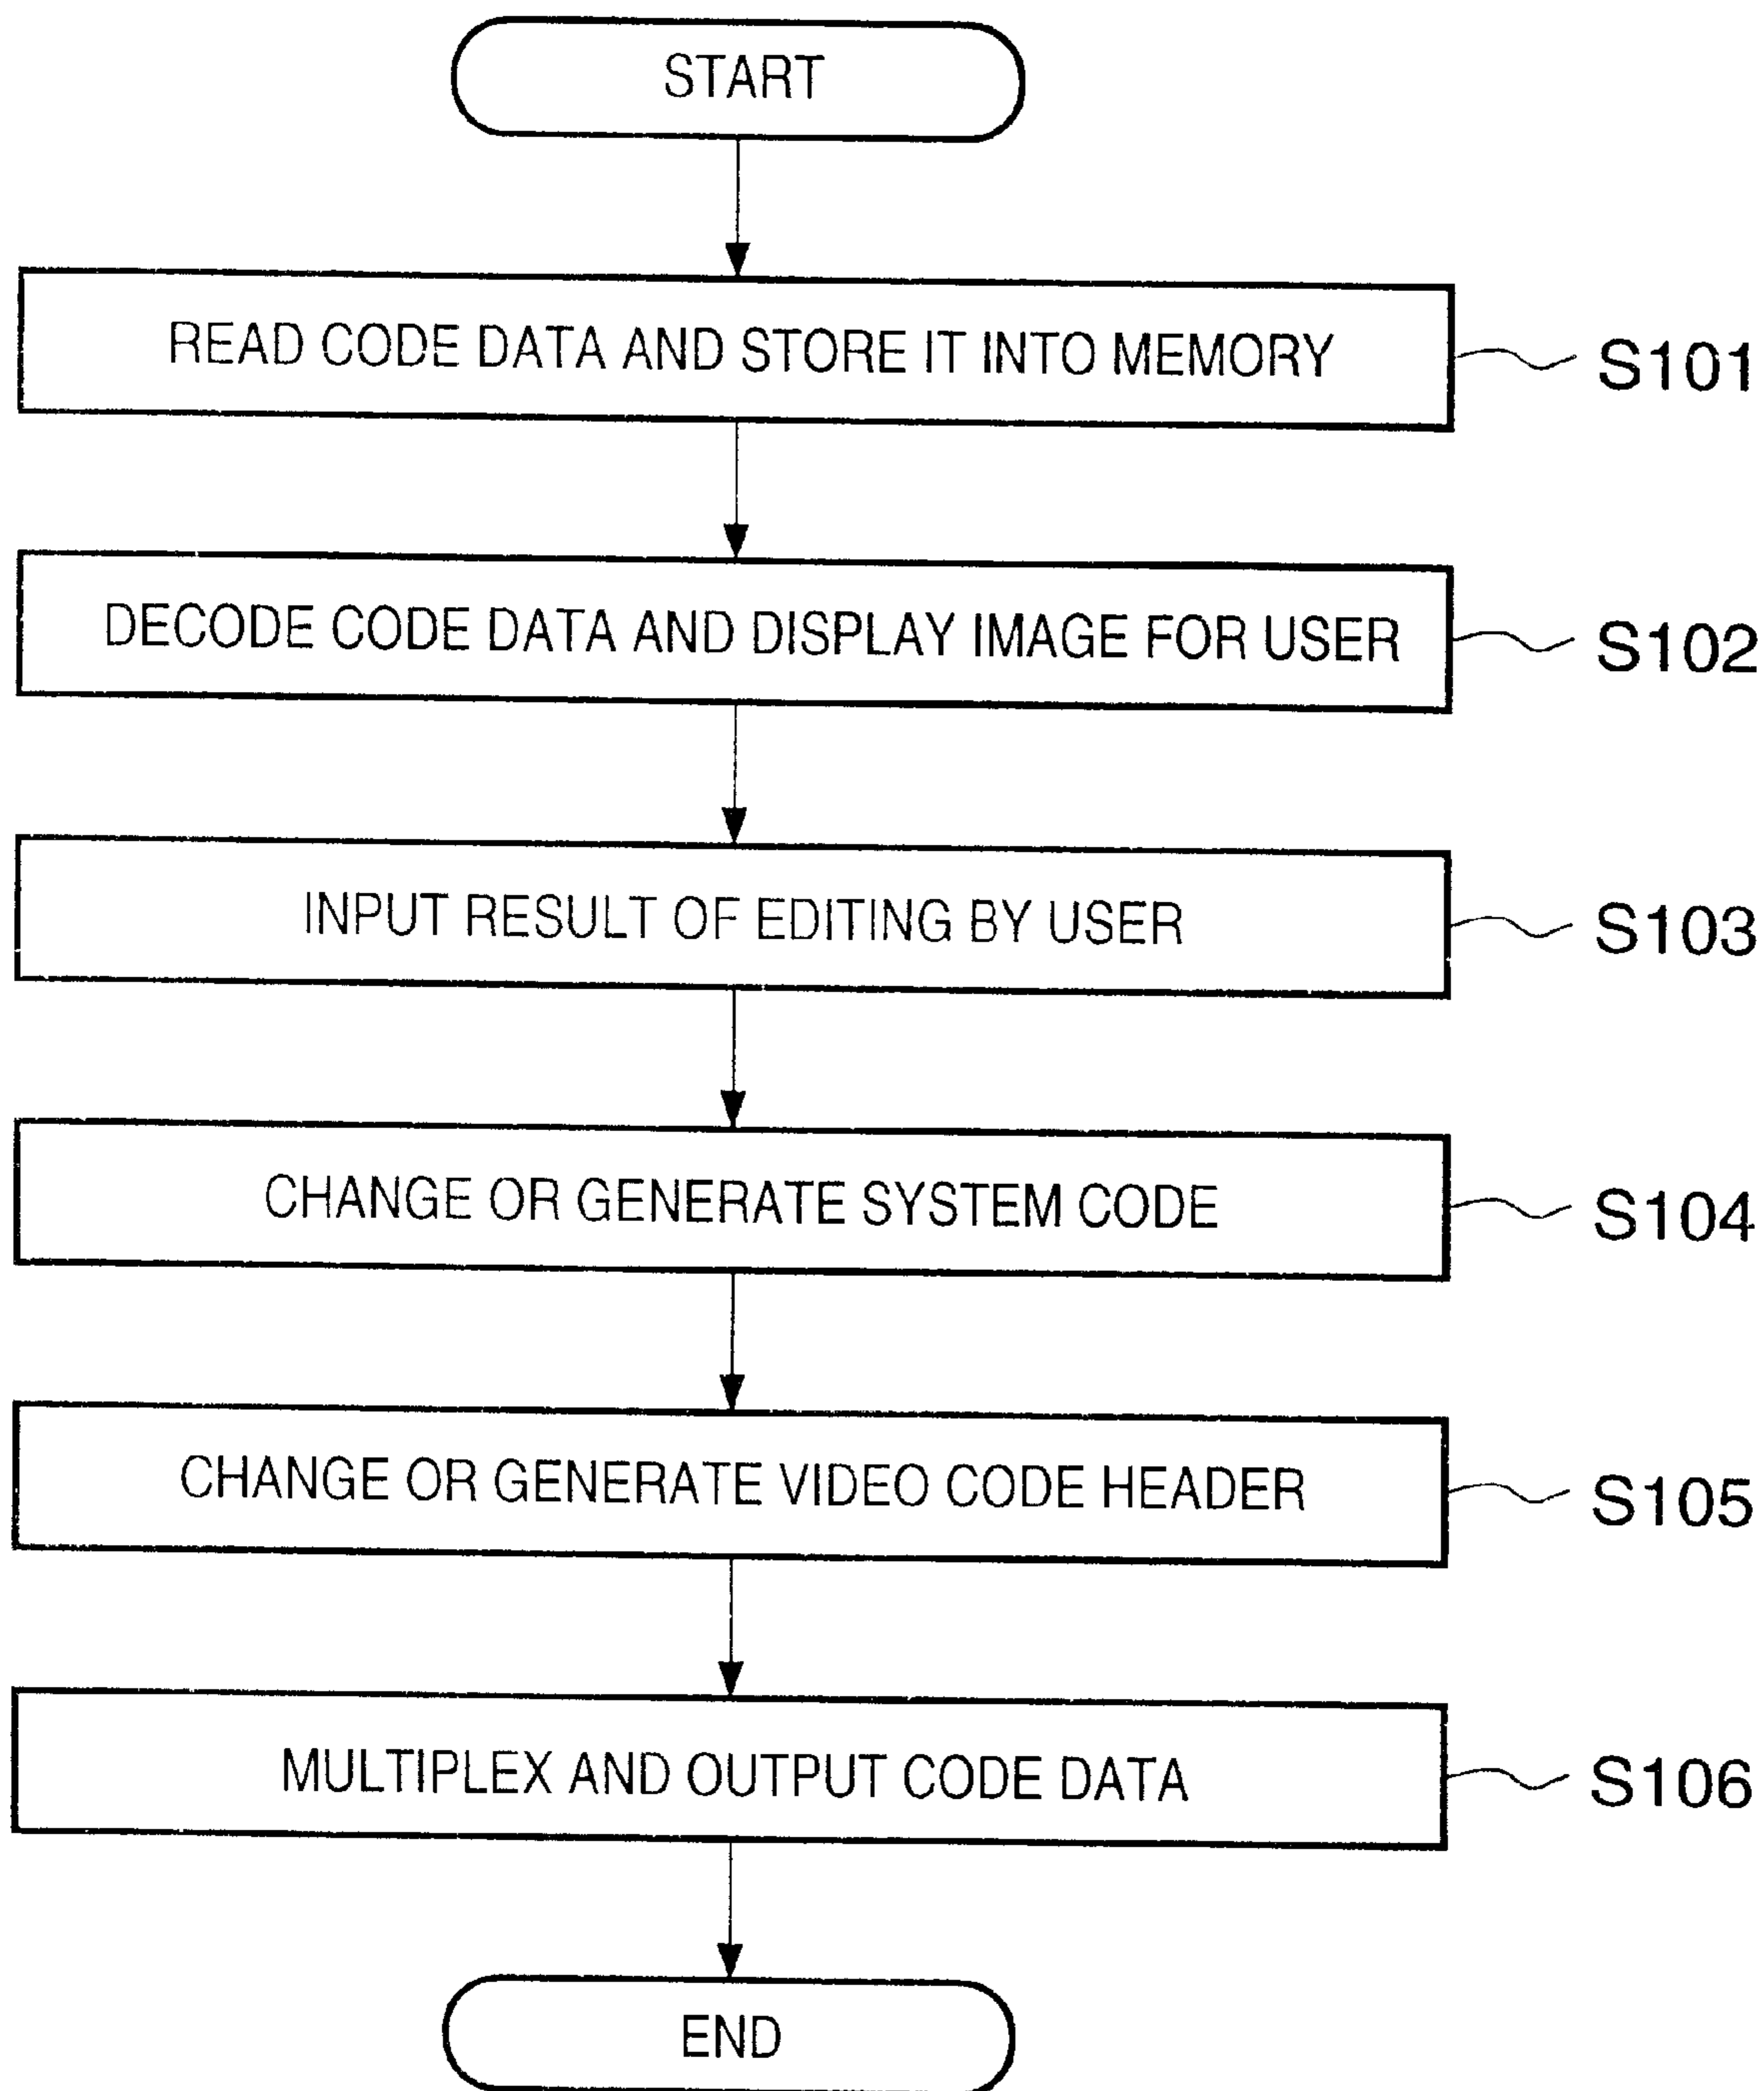 START
READ CODE DATA AND STORE IT INTO MEMORY
S101
DECODE CODE DATA AND DISPLAY IMAGE FOR USER
S102
INPUT RESULT OF EDITING BY USER
S103
CHANGE OR GENERATE SYSTEM CODE
S104
CHANGE OR GENERATE VIDEO CODE HEADER
S105
MULTIPLEX AND OUTPUT CODE DATA
S106
END